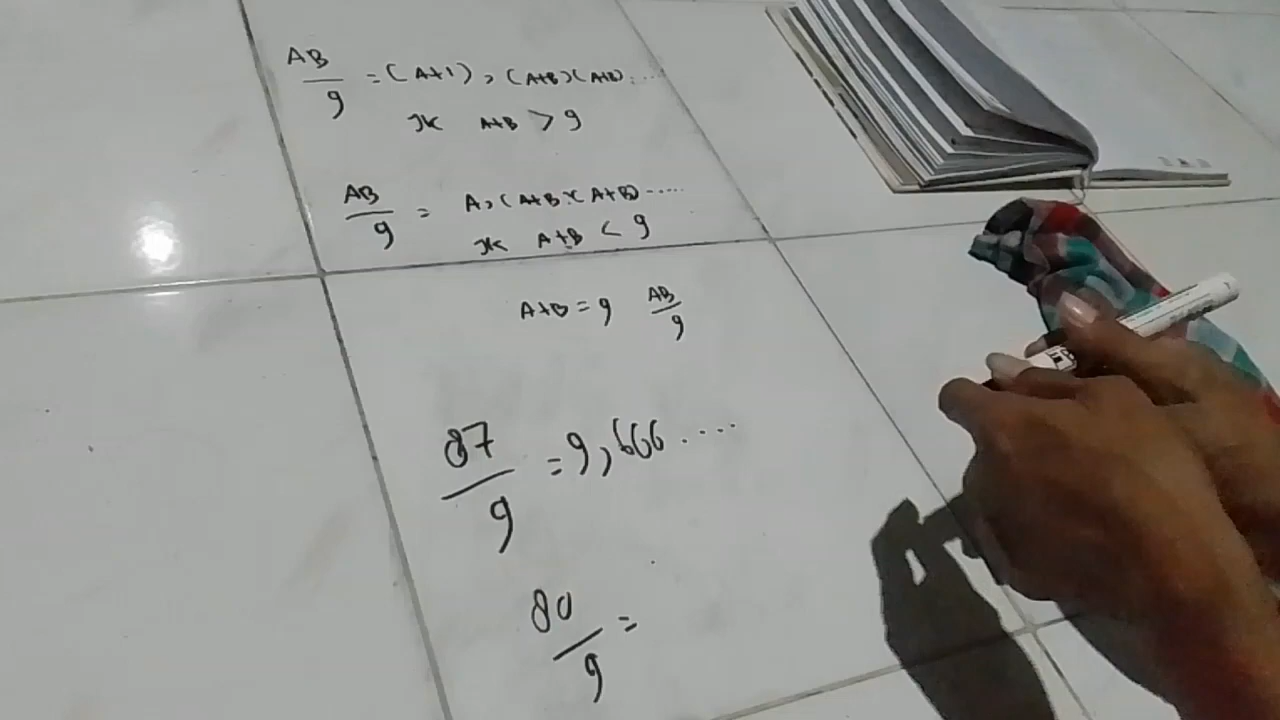 AB/9 = (A+1), (A+B)(A+B)....
JK A+B > 9
AB/9 = A, (A+B)(A+B).....
JK A+B < 9
A+B = 9 AB/9
87/9 = 9,666....
80/9 =